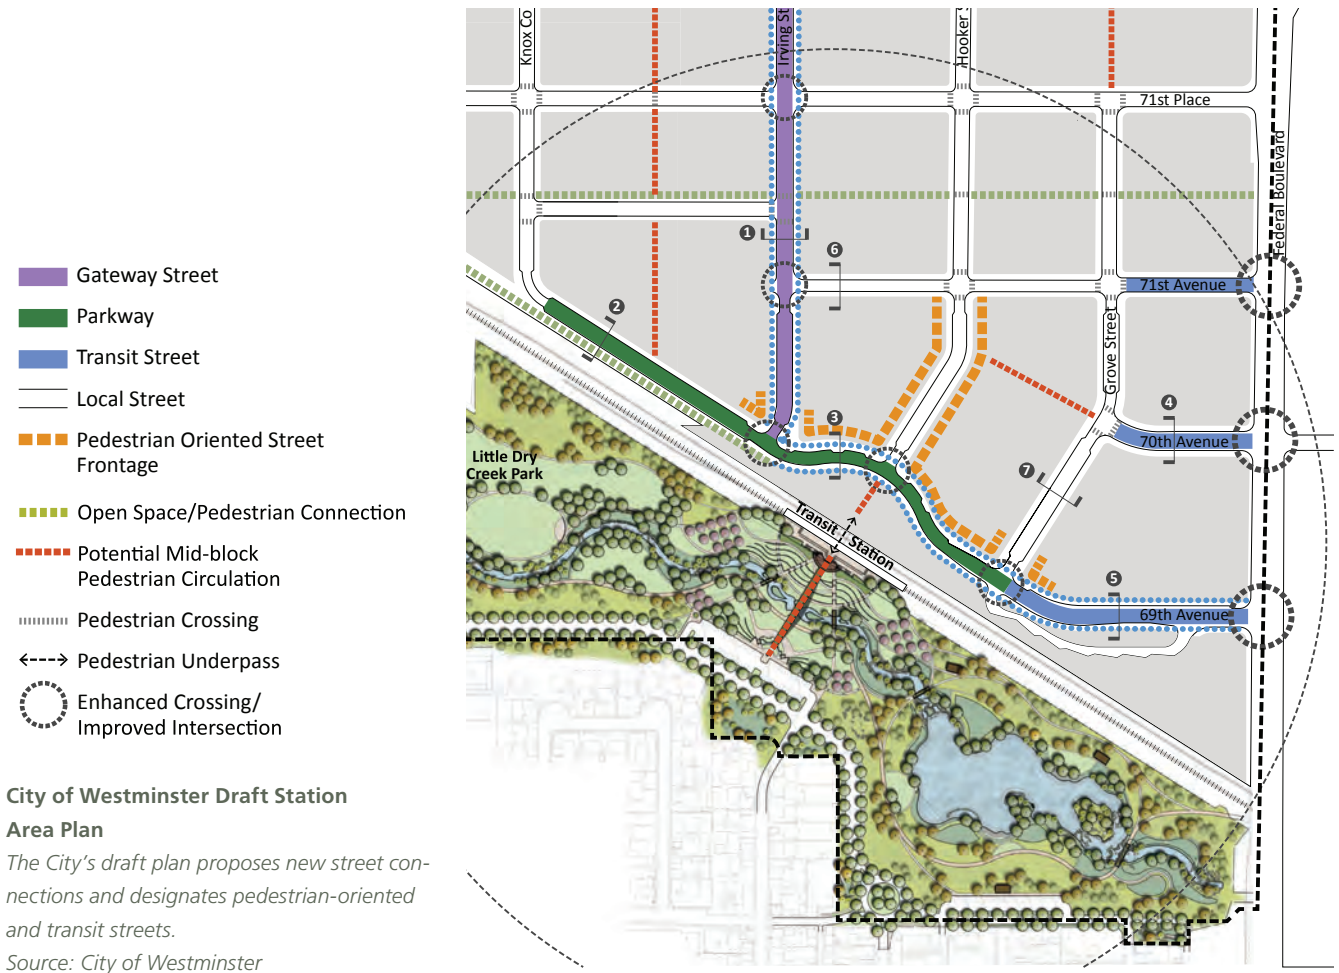 Gateway Street
Parkway
Transit Street
Local Street
Pedestrian Oriented Street
Frontage
Open Space/Pedestrian Connection
Potential Mid-block
Pedestrian Circulation
Pedestrian Crossing
Pedestrian Underpass
Enhanced Crossing/
Improved Intersection
City of Westminster Draft Station
Area Plan
The City's draft plan proposes new street con-
nections and designates pedestrian-oriented
and transit streets.
Source: City of Westminster
Knox Co
Irving St
Hooker S
71st Place
Federal Boulevard
1
6
71st Avenue
2
Grove Street
3
4
70th Avenue
Little Dry
Creek Park
7
Transit Station
5
69th Avenue